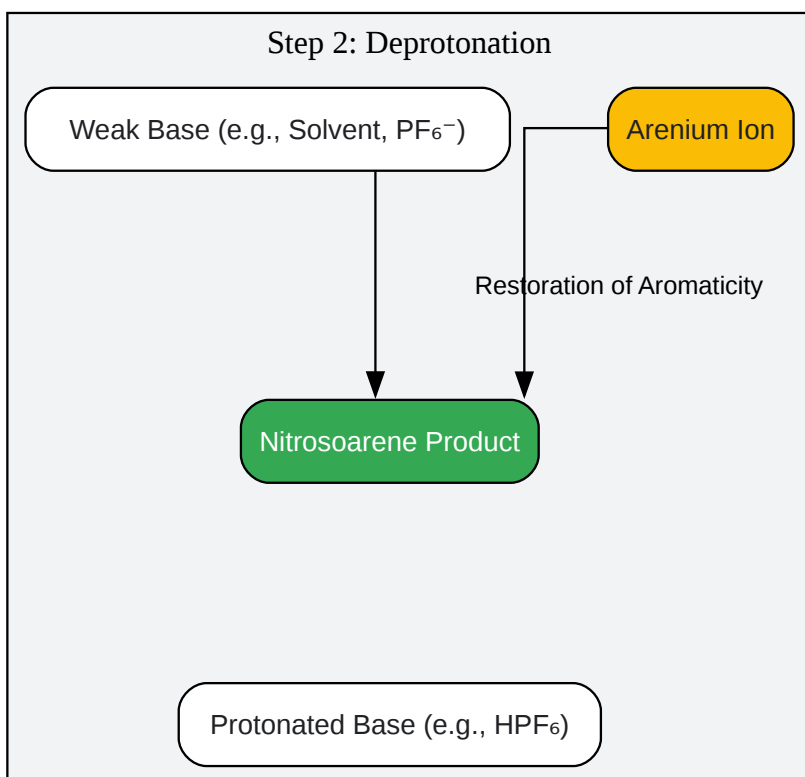 Step 2: Deprotonation
Weak Base (e.g., Solvent, PF₆⁻)
Arenium Ion
Restoration of Aromaticity
Nitrosoarene Product
Protonated Base (e.g., HPF₆)